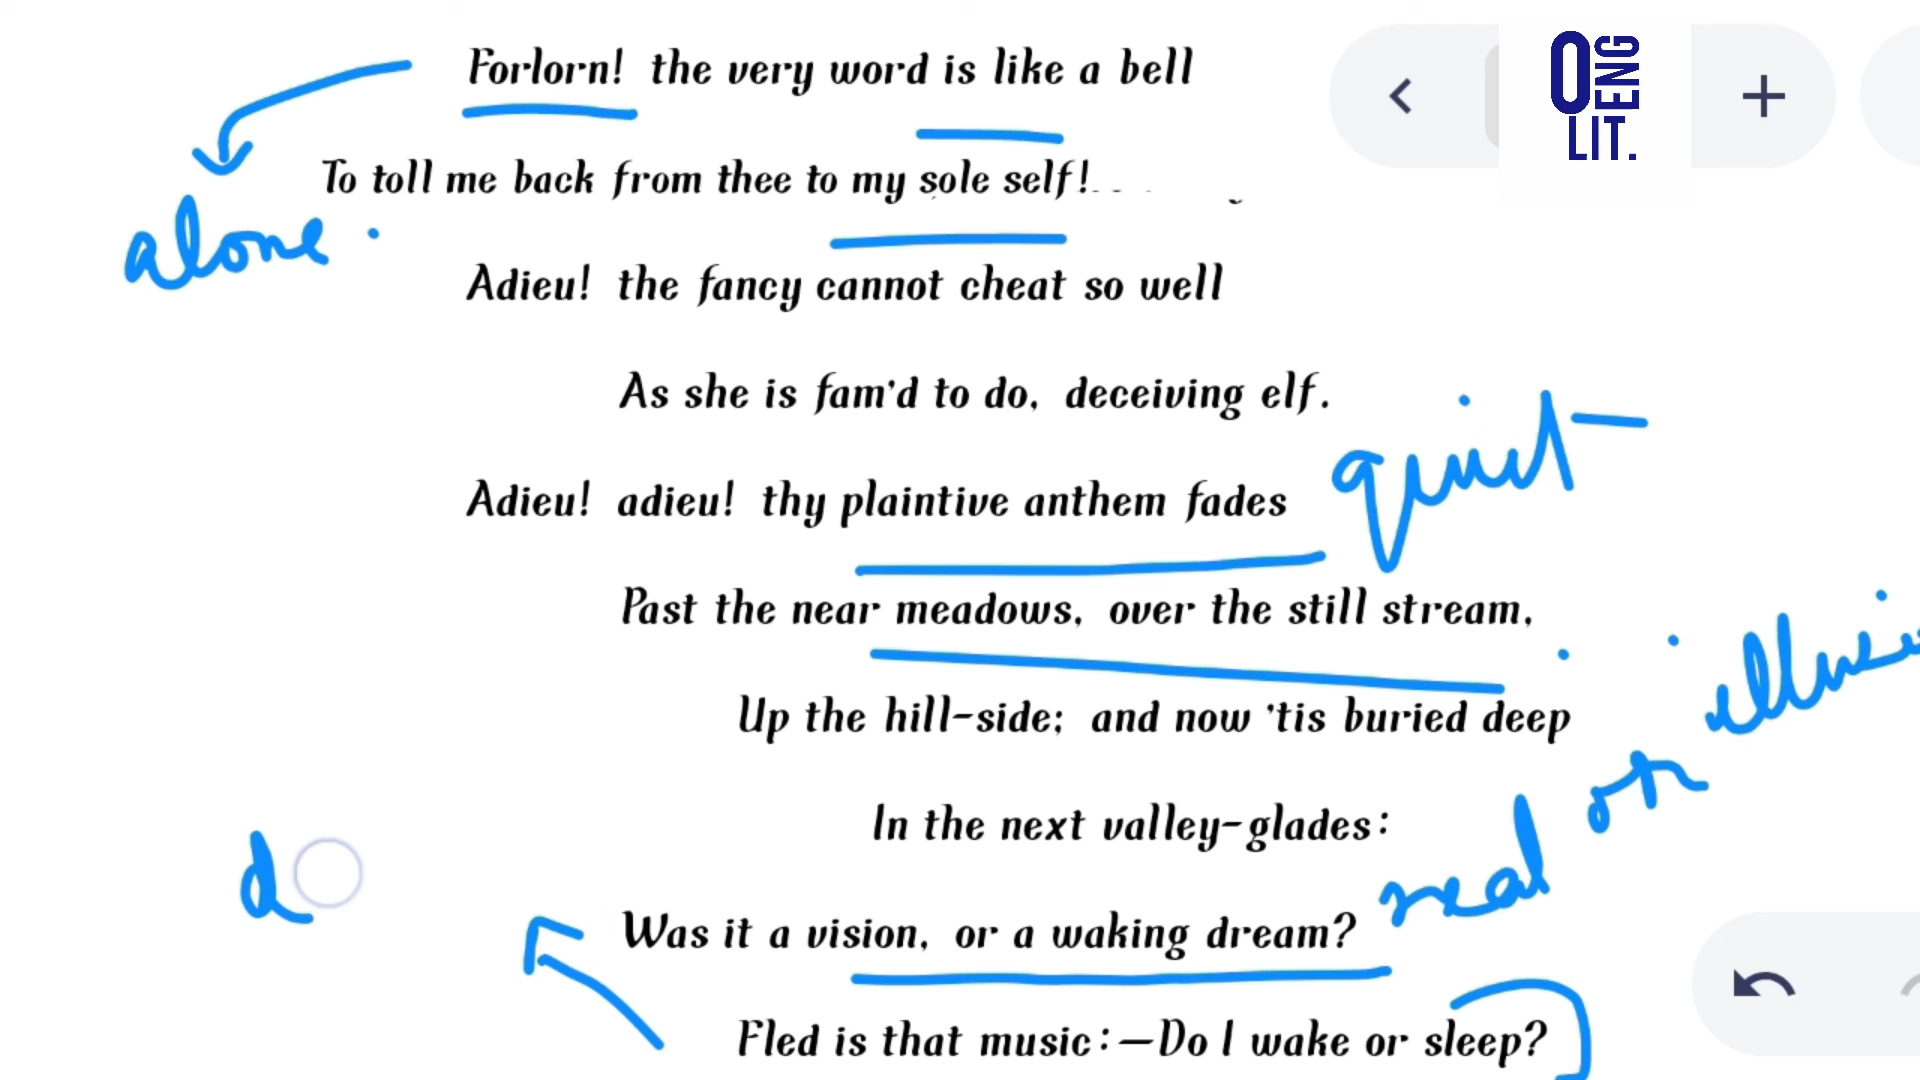 O ENG
LIT.
Forlorn! the very word is like a bell
To toll me back from thee to my sole self!
alone.
Adieu! the fancy cannot cheat so well
As she is fam'd to do, deceiving elf.
quiet
Adieu! adieu! thy plaintive anthem fades
Past the near meadows, over the still stream,
Up the hill-side; and now 'tis buried deep
In the next valley-glades:
real or illusi
d
Was it a vision, or a waking dream?
Fled is that music:—Do I wake or sleep?